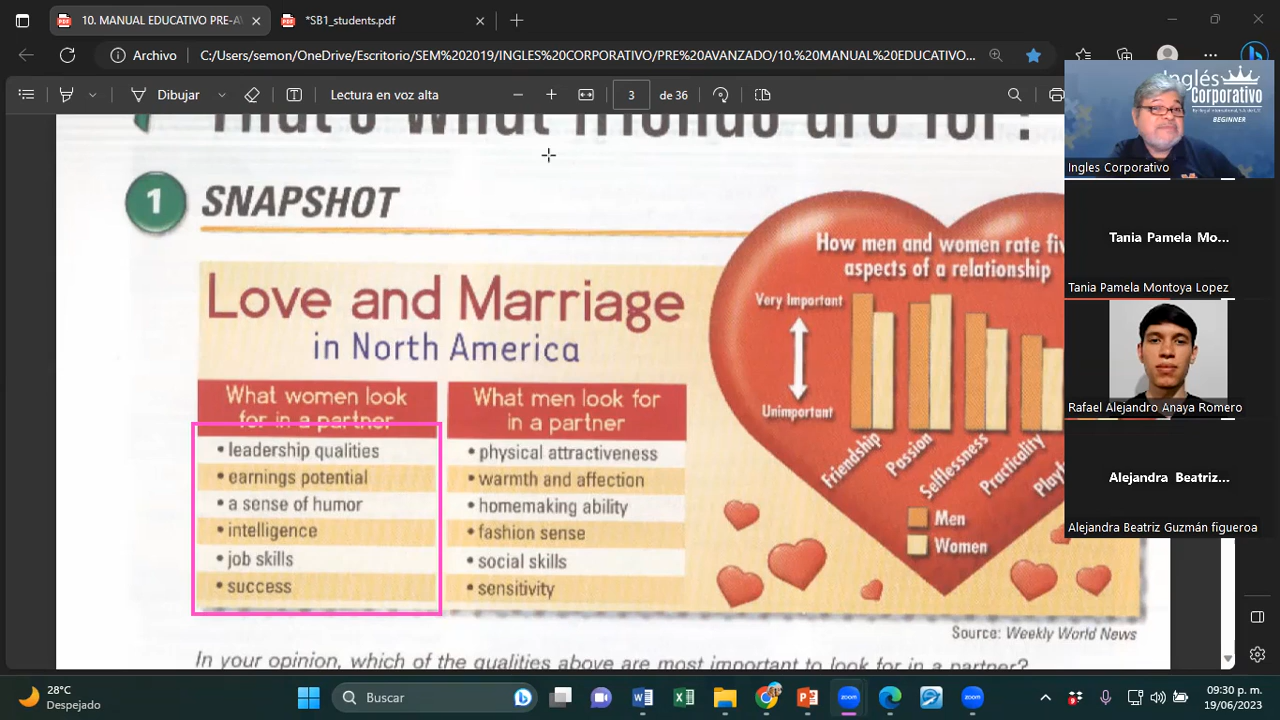 10. MANUAL EDUCATIVO PRE-A
*SB1_students.pdf
Archivo
C:/Users/semon/OneDrive/Escritorio/SEM%202019/INGLES%20CORPORATIVO/PRE%20AVANZADO/10.%20MANUAL%20EDUCATIVO...
Dibujar
Lectura en voz alta
3 de 36
That's what friends are for!
1 SNAPSHOT
Love and Marriage
in North America
What women look
for in a partner
• leadership qualities
• earnings potential
• a sense of humor
• intelligence
• job skills
• success
What men look for
in a partner
• physical attractiveness
• warmth and affection
• homemaking ability
• fashion sense
• social skills
• sensitivity
How men and women rate fi
aspects of a relationship
Very Important
Unimportant
Friendship
Passion
Selflessness
Practicality
Playf
Men
Women
Source: Weekly World News
In your opinion, which of the qualities above are most important to look for in a partner?
Inglés
Corporativo
BEGINNER
Ingles Corporativo
Tania Pamela Mo...
Tania Pamela Montoya Lopez
Rafael Alejandro Anaya Romero
Alejandra Beatriz...
Alejandra Beatriz Guzmán figueroa
28°C
Despejado
Buscar
09:30 p. m.
19/06/2023